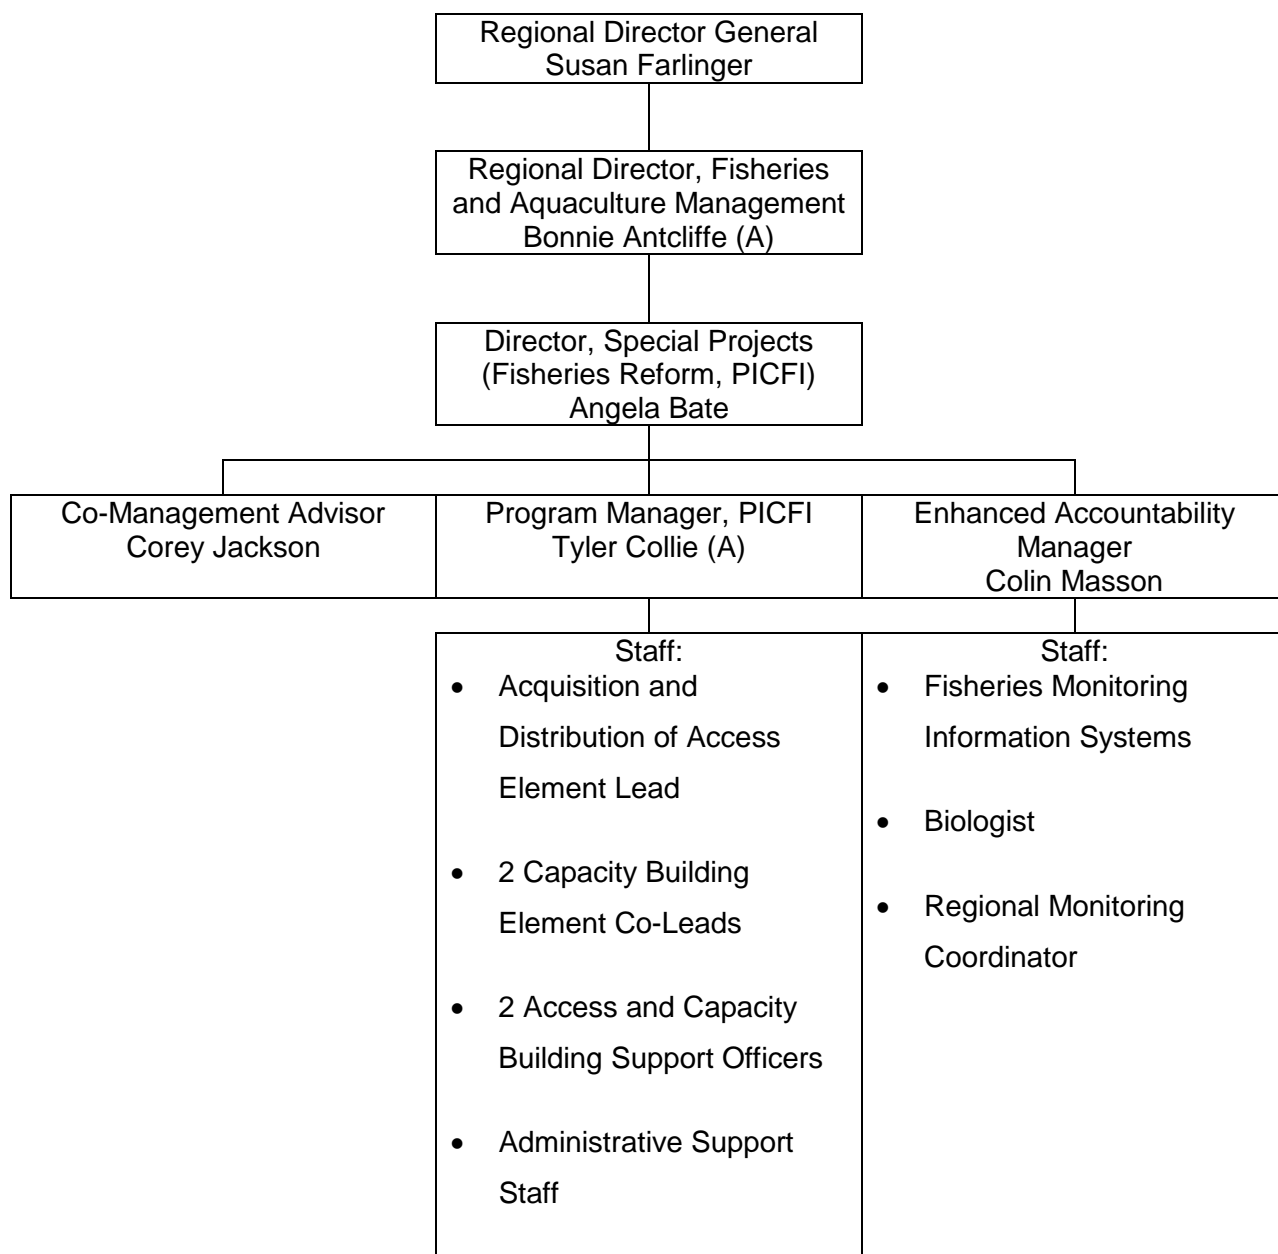 Regional Director General
Susan Farlinger
Regional Director, Fisheries
and Aquaculture Management
Bonnie Antcliffe (A)
Director, Special Projects
(Fisheries Reform, PICFI)
Angela Bate
Co-Management Advisor
Corey Jackson
Program Manager, PICFI
Tyler Collie (A)
Enhanced Accountability
Manager
Colin Masson
Staff:
• Acquisition and
Distribution of Access
Element Lead
• 2 Capacity Building
Element Co-Leads
• 2 Access and Capacity
Building Support Officers
• Administrative Support
Staff
Staff:
• Fisheries Monitoring
Information Systems
• Biologist
• Regional Monitoring
Coordinator